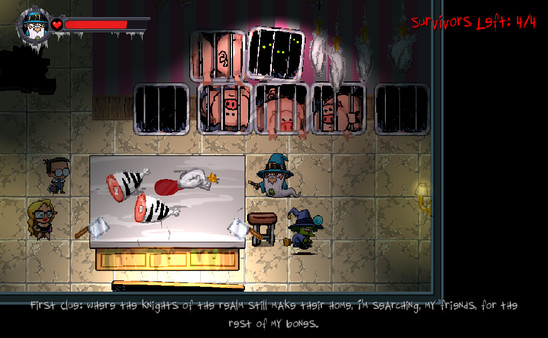 Survivors Left: 4/4
First clue: where the knights of the realm still make their home, I'm searching, my friends, for the
rest of my bones.